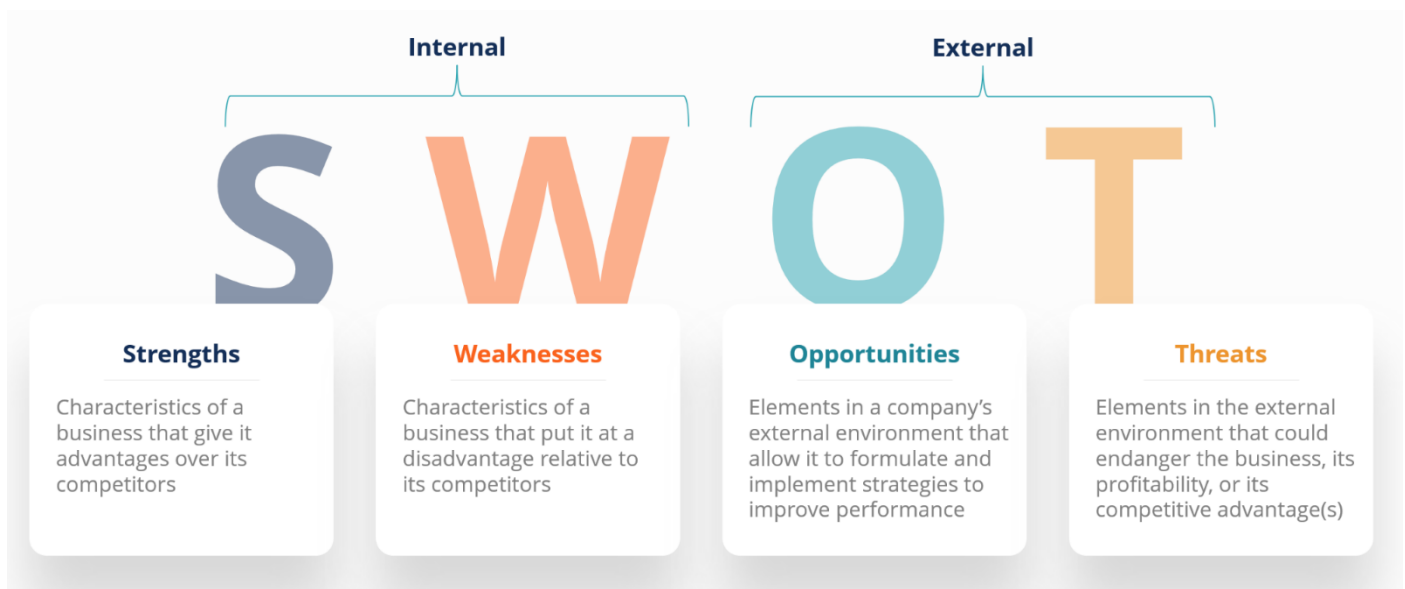 Internal
External
S W O T
Strengths
Characteristics of a
business that give it
advantages over its
competitors
Weaknesses
Characteristics of a
business that put it at a
disadvantage relative to
its competitors
Opportunities
Elements in a company’s
external environment that
allow it to formulate and
implement strategies to
improve performance
Threats
Elements in the external
environment that could
endanger the business, its
profitability, or its
competitive advantage(s)